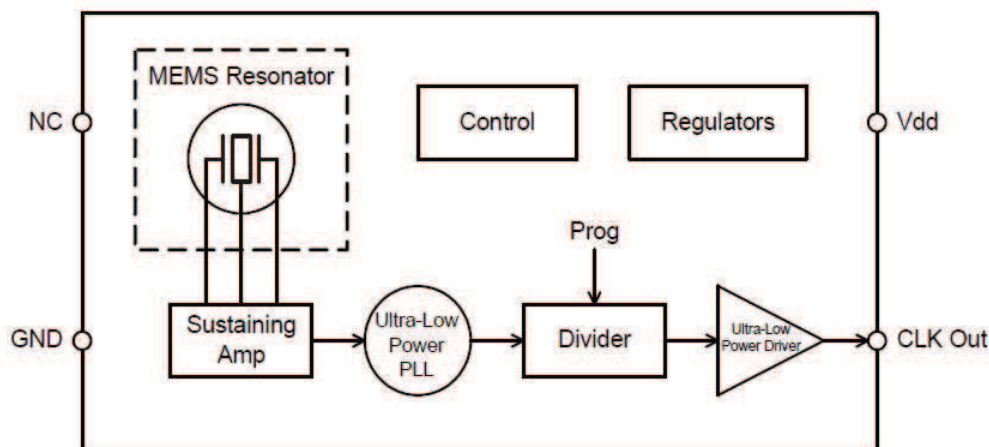 MEMS Resonator
NC
Control
Regulators
Vdd
Prog
GND
Sustaining
Amp
Ultra-Low
Power
PLL
Divider
Ultra-Low
Power Driver
CLK Out